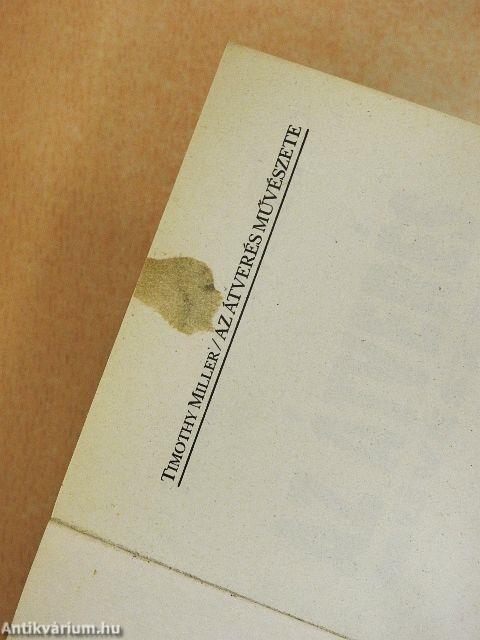 TIMOTHY MILLER / AZ ÁTVERÉS MŰVÉSZETE
Antikvárium.hu